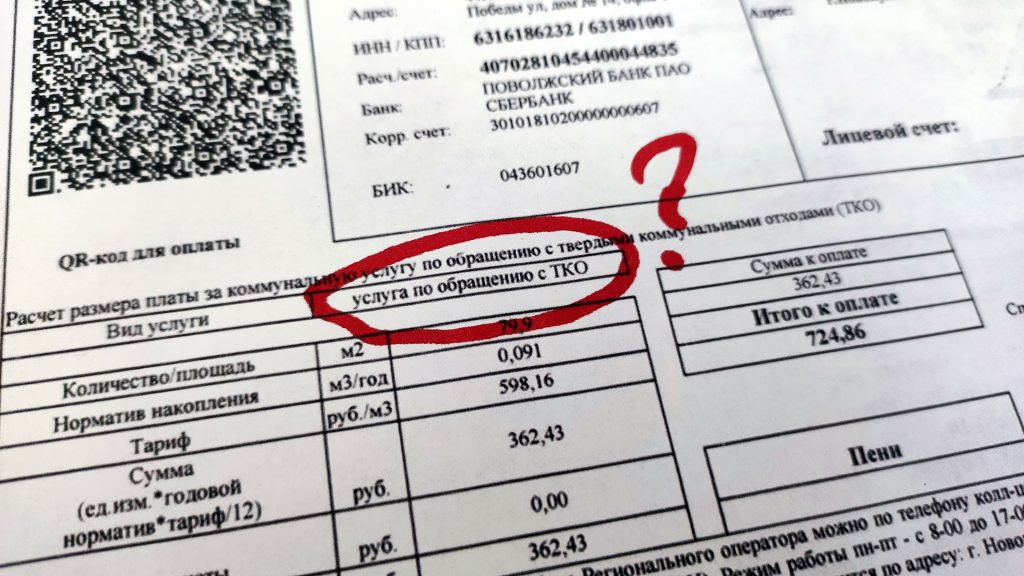 Адрес:
Победы ул, дом № 14,
ИНН / КПП:
6316186232 / 631801001
Расч./счет:
40702810454400044835
Банк:
ПОВОЛЖСКИЙ БАНК ПАО
СБЕРБАНК
Корр. счет:
30101810200000000607
БИК:
043601607
Адрес:
Лицевой счет:
QR-код для оплаты
?
Расчет размера платы за коммунальную услугу по обращению с твердыми коммунальными отходами (ТКО)
Вид услуги
услуга по обращению с ТКО
Количество/площадь
м2
79,9
Норматив накопления
м3/год
0,091
Тариф
руб./м3
598,16
Сумма
(ед.изм.*годовой
норматив*тариф/12)
руб.
362,43
руб.
0,00
362,43
Сумма к оплате
362,43
Итого к оплате
724,86
Пени
Регионального оператора можно по телефону колл-ц
Режим работы пн-пт - с 8-00 до 17-0
по адресу: г. Ново